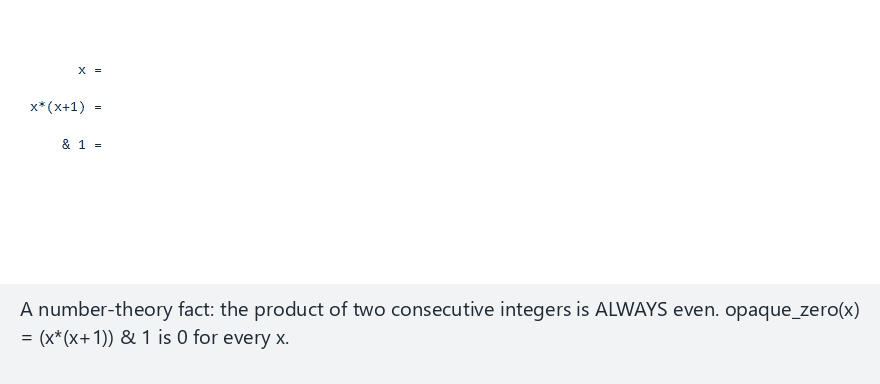 x =
x*(x+1) =
& 1 =
A number-theory fact: the product of two consecutive integers is ALWAYS even. opaque_zero(x)
= (x*(x+1)) & 1 is 0 for every x.